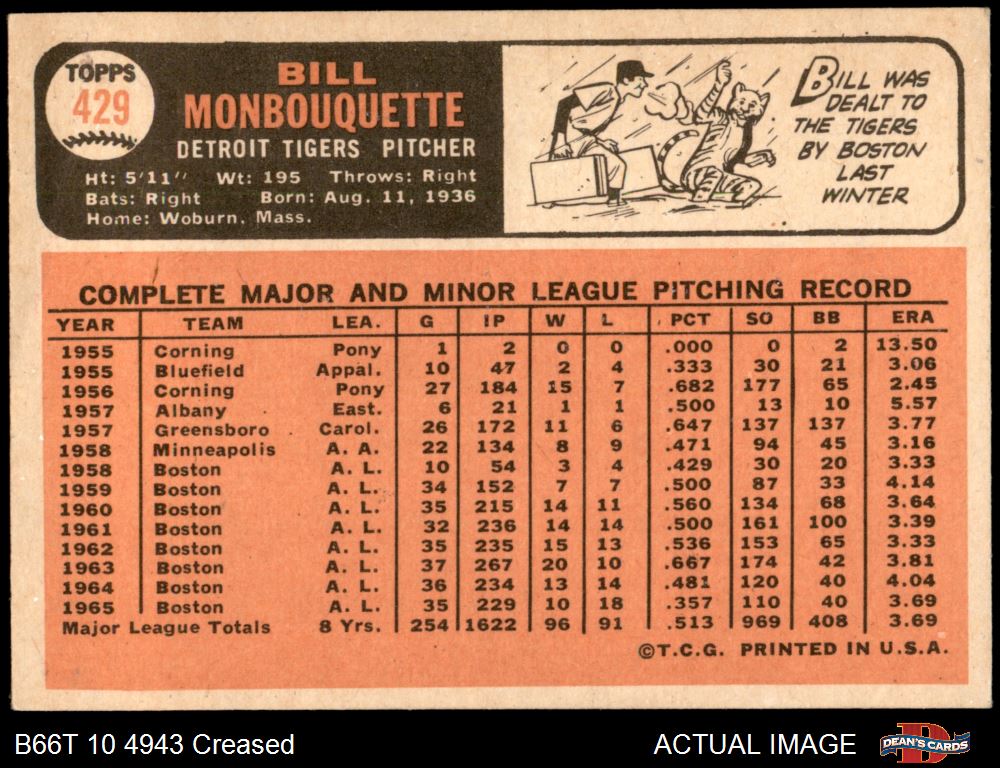 TOPPS
429
BILL
MONBOUQUETTE
DETROIT TIGERS PITCHER
Ht: 5'11" Wt: 195 Throws: Right
Bats: Right Born: Aug. 11, 1936
Home: Woburn, Mass.
BILL WAS
DEALT TO
THE TIGERS
BY BOSTON
LAST
WINTER
COMPLETE MAJOR AND MINOR LEAGUE PITCHING RECORD
YEAR TEAM LEA. G IP W L PCT SO BB ERA
1955 Corning Pony 1 2 0 0 .000 0 2 13.50
1955 Bluefield Appal. 10 47 2 4 .333 30 21 3.06
1956 Corning Pony 27 184 15 7 .682 177 65 2.45
1957 Albany East. 6 21 1 1 .500 13 10 5.57
1957 Greensboro Carol. 26 172 11 6 .647 137 137 3.77
1958 Minneapolis A. A. 22 134 8 9 .471 94 45 3.16
1958 Boston A. L. 10 54 3 4 .429 30 20 3.33
1959 Boston A. L. 34 152 7 7 .500 87 33 4.14
1960 Boston A. L. 35 215 14 11 .560 134 68 3.64
1961 Boston A. L. 32 236 14 14 .500 161 100 3.39
1962 Boston A. L. 35 235 15 13 .536 153 65 3.33
1963 Boston A. L. 37 267 20 10 .667 174 42 3.81
1964 Boston A. L. 36 234 13 14 .481 120 40 4.04
1965 Boston A. L. 35 229 10 18 .357 110 40 3.69
Major League Totals 8 Yrs. 254 1622 96 91 .513 969 408 3.69
©T.C.G. PRINTED IN U.S.A.
B66T 10 4943 Creased
ACTUAL IMAGE
DEAN'S CARDS